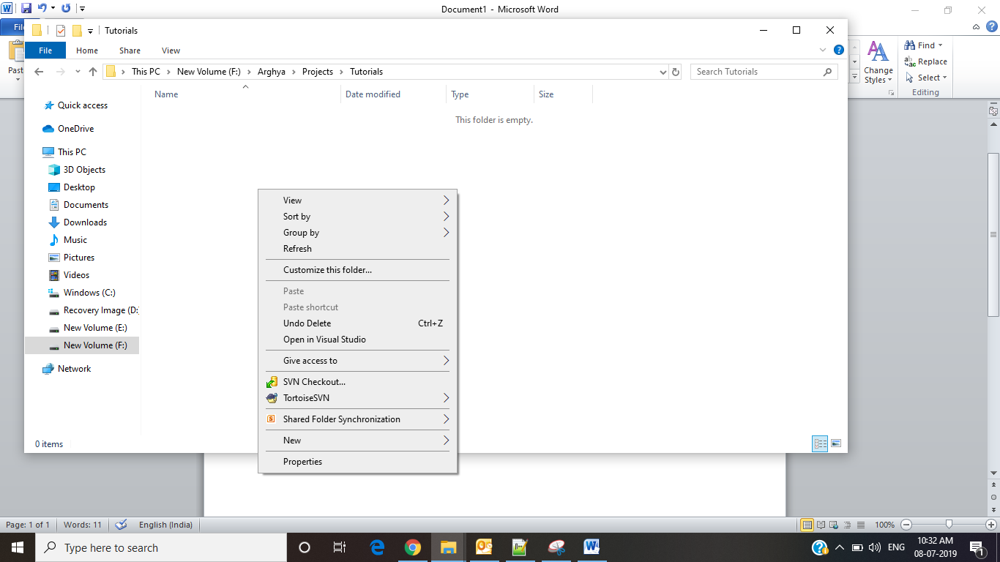 Document1 - Microsoft Word
File
Tutorials
File Home Share View
Past
This PC New Volume (F:) Arghya Projects Tutorials
Search Tutorials
Find
Replace
Select
Editing
Change
Styles
Name Date modified Type Size
This folder is empty.
Quick access
OneDrive
This PC
3D Objects
Desktop
Documents
Downloads
Music
Pictures
Videos
Windows (C:)
Recovery Image (D:
New Volume (E:)
New Volume (F:)
Network
View
Sort by
Group by
Refresh
Customize this folder...
Paste
Paste shortcut
Undo Delete Ctrl+Z
Open in Visual Studio
Give access to
SVN Checkout...
TortoiseSVN
Shared Folder Synchronization
New
Properties
0 items
Page: 1 of 1 Words: 11 English (India) 100%
Type here to search
ENG
10:32 AM
08-07-2019
1